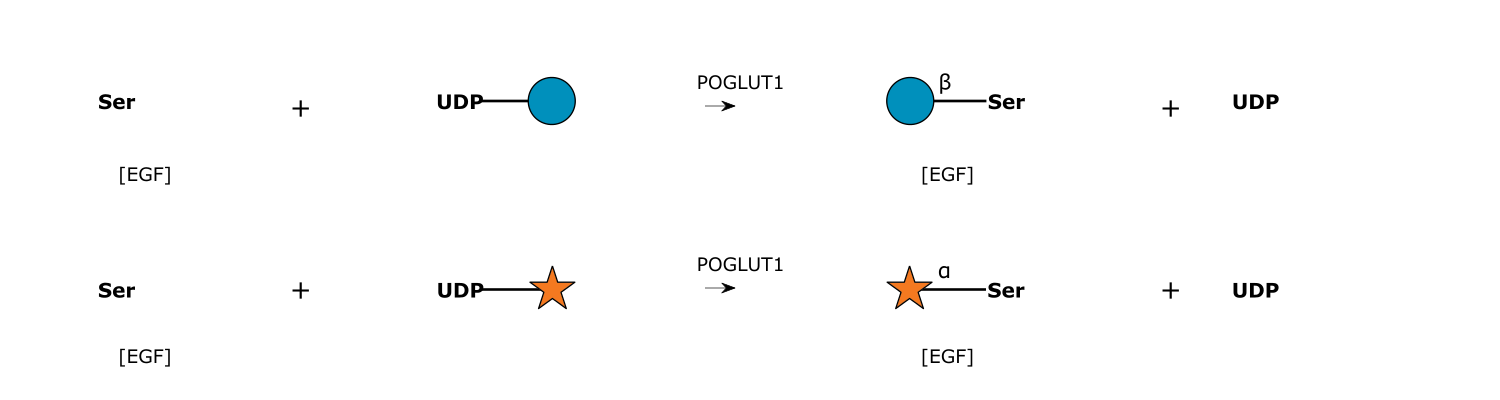 POGLUT1
Ser + UDP β Ser + UDP
[EGF] [EGF]
POGLUT1
Ser + UDP α Ser + UDP
[EGF] [EGF]